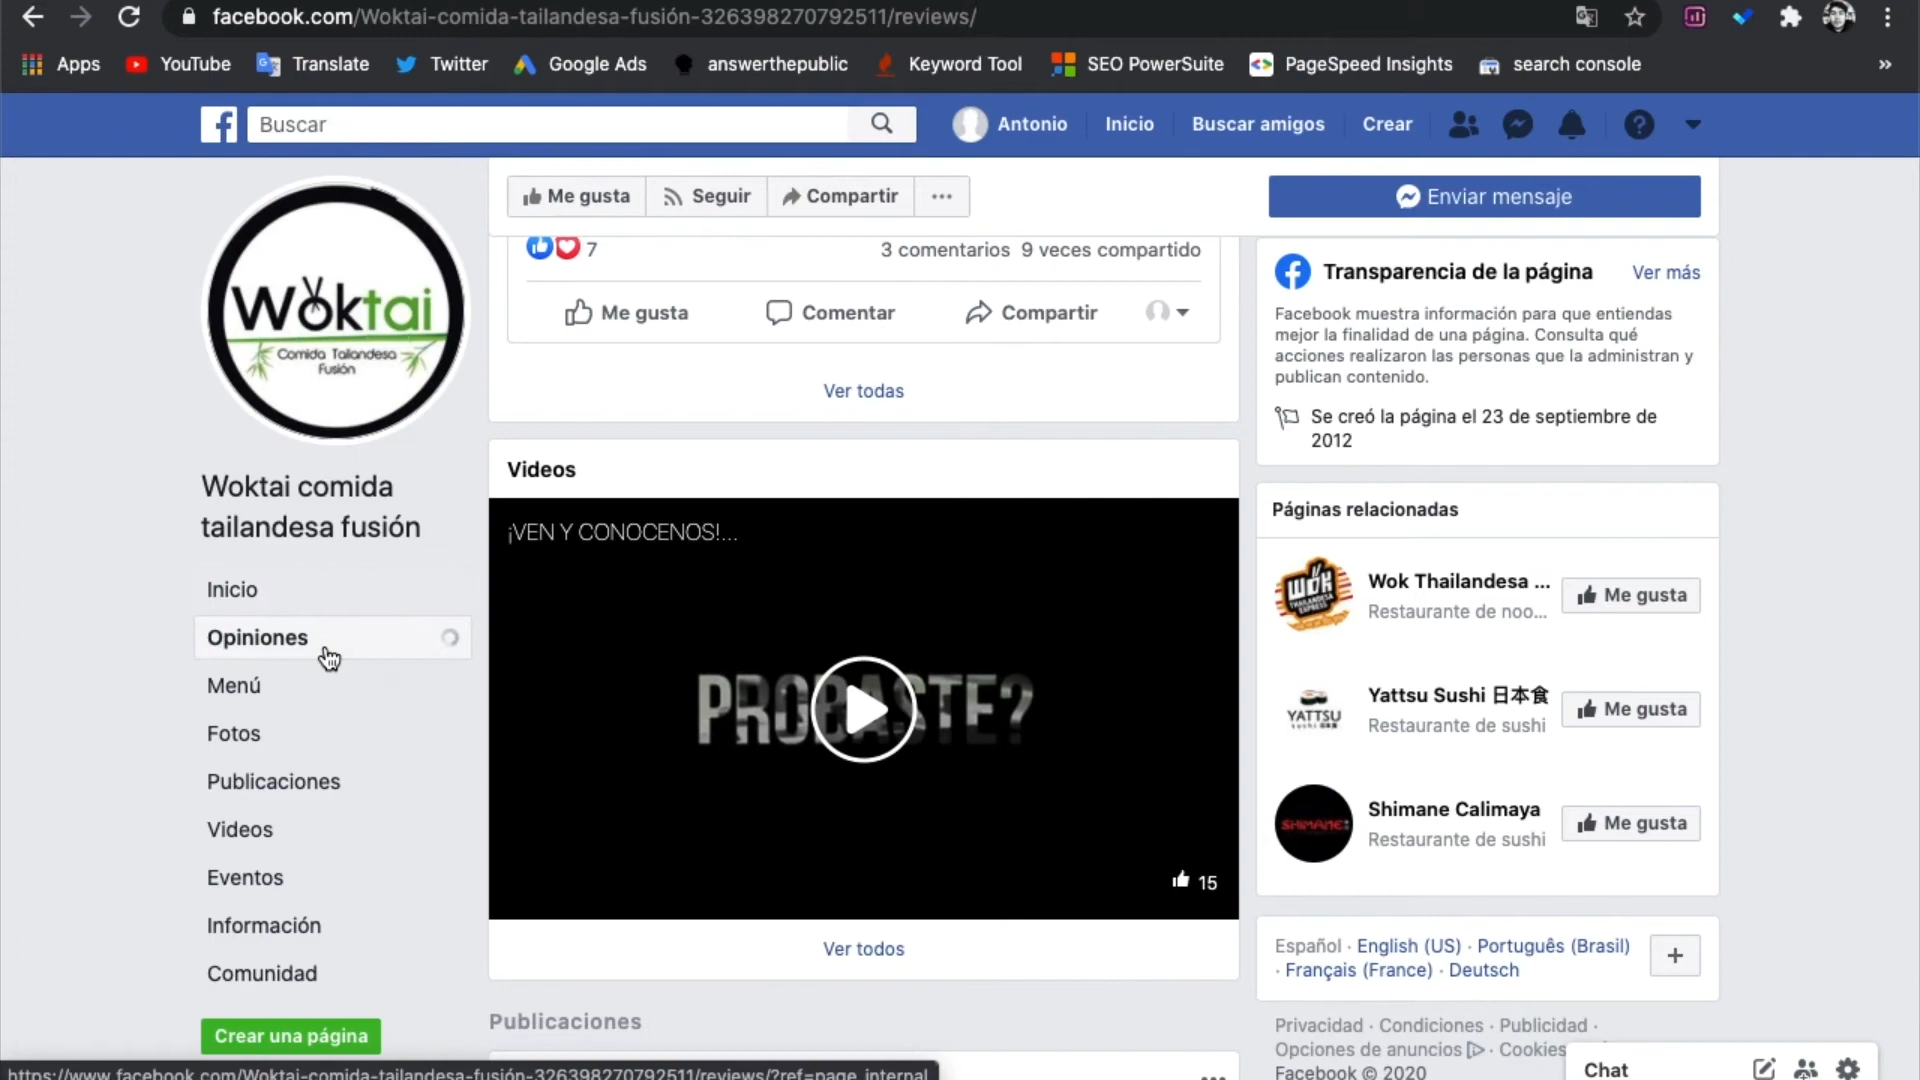 facebook.com/Woktai-comida-tailandesa-fusión-326398270792511/reviews/
Apps YouTube Translate Twitter Google Ads answerthepublic Keyword Tool SEO PowerSuite PageSpeed Insights search console »
Buscar
Antonio Inicio Buscar amigos Crear
Me gusta Seguir Compartir ...
Enviar mensaje
Woktai
Comida Tailandesa
Fusión
Woktai comida
tailandesa fusión
Inicio
Opiniones
Menú
Fotos
Publicaciones
Videos
Eventos
Información
Comunidad
Crear una página
7 3 comentarios 9 veces compartido
Me gusta Comentar Compartir
Ver todas
Videos
¡VEN Y CONOCENOS!...
PROBASTE?
15
Ver todos
Publicaciones
Transparencia de la página Ver más
Facebook muestra información para que entiendas
mejor la finalidad de una página. Consulta qué
acciones realizaron las personas que la administran y
publican contenido.
Se creó la página el 23 de septiembre de
2012
Páginas relacionadas
WOK
THAILANDESA
EXPRESS
Wok Thailandesa ...
Restaurante de noo...
Me gusta
YATTSU
Yattsu Sushi 日本食
Restaurante de sushi
Me gusta
SHIMANE
Shimane Calimaya
Restaurante de sushi
Me gusta
Español · English (US) · Português (Brasil)
· Français (France) · Deutsch
+
Privacidad · Condiciones · Publicidad ·
Opciones de anuncios · Cookies
Facebook © 2020
Chat
https://www.facebook.com/Woktai-comida-tailandesa-fusión-326398270792511/reviews/?ref=page_internal